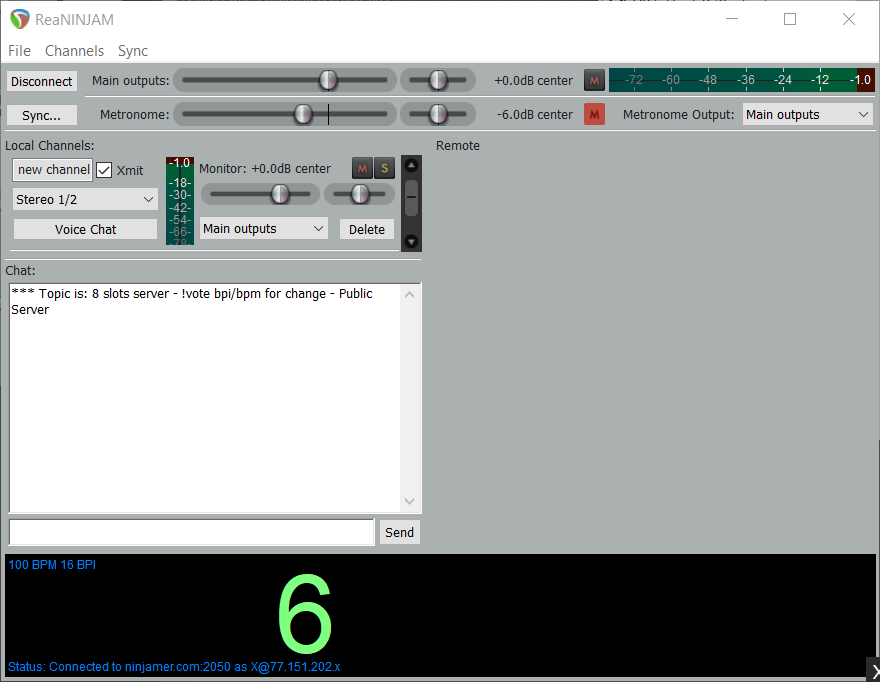 ReaNINJAM
File Channels Sync
Disconnect Main outputs: +0.0dB center M -72 -60 -48 -36 -24 -12 -1.0
Sync... Metronome: -6.0dB center M Metronome Output: Main outputs
Local Channels: Remote
new channel Xmit -1.0 Monitor: +0.0dB center M S
-18-
Stereo 1/2 -30-
-42-
Voice Chat -54- Main outputs Delete
-66-
-78-
Chat:
*** Topic is: 8 slots server - !vote bpi/bpm for change - Public
Server
Send
100 BPM 16 BPI
6
Status: Connected to ninjamer.com:2050 as X@77.151.202.x